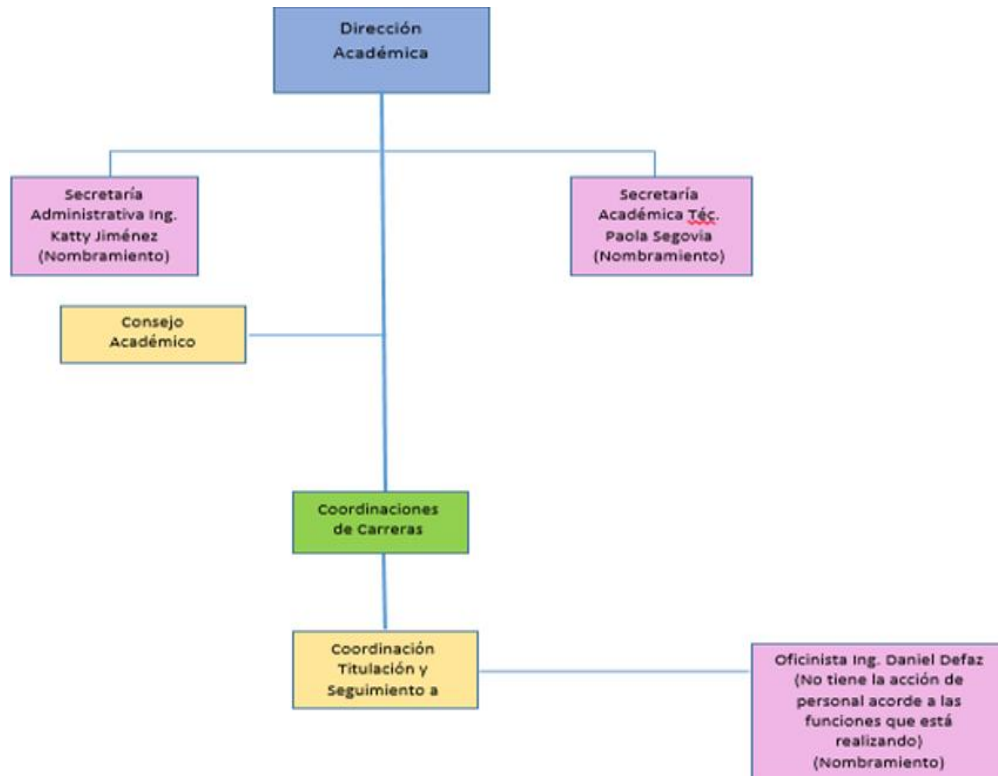 Dirección
Académica
Secretaría
Administrativa Ing.
Katty Jiménez
(Nombramiento)
Secretaría
Académica Téc.
Paola Segovia
(Nombramiento)
Consejo
Académico
Coordinaciones
de Carreras
Coordinación
Titulación y
Seguimiento a
Oficinista Ing. Daniel Defaz
(No tiene la acción de
personal acorde a las
funciones que está
realizando)
(Nombramiento)